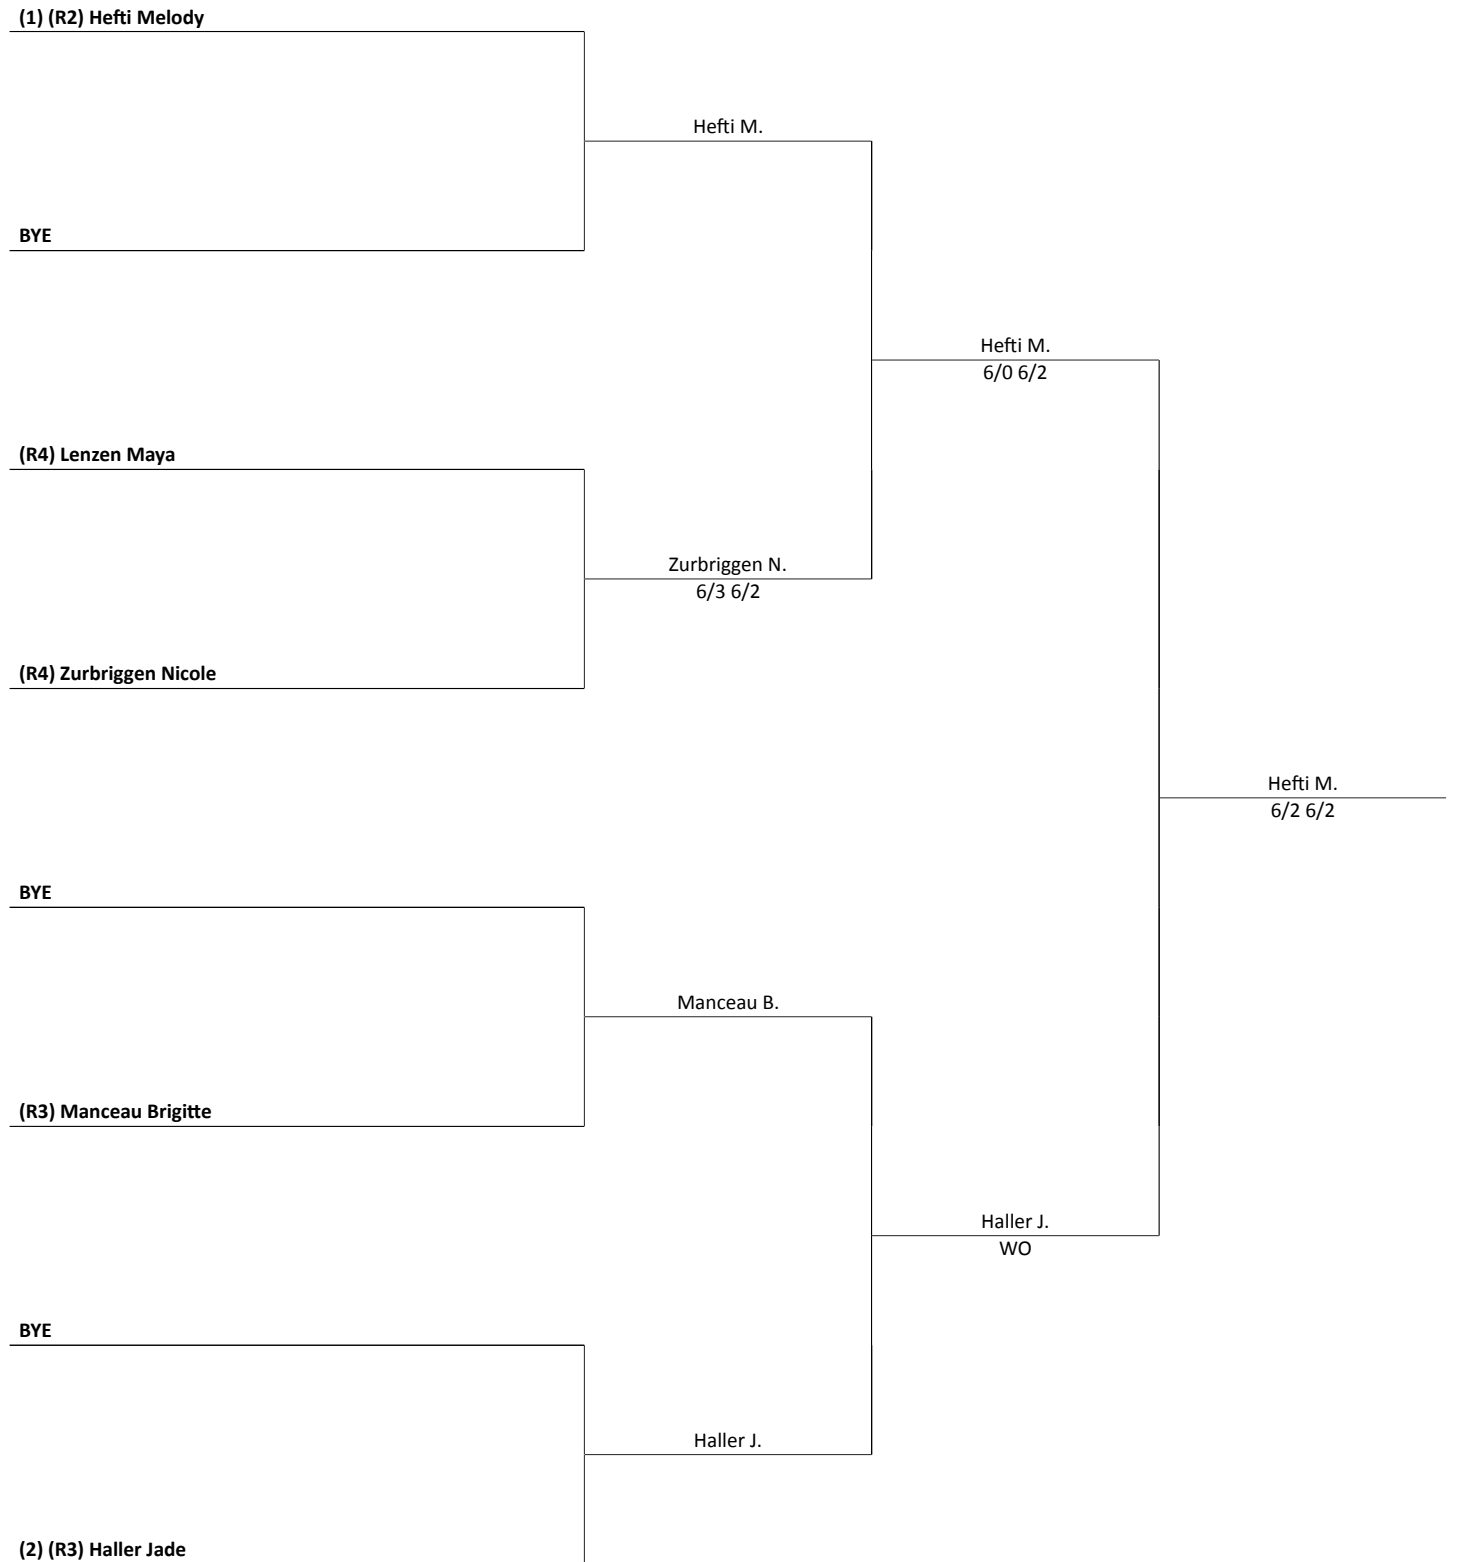 (1) (R2) Hefti Melody
Hefti M.
BYE
Hefti M.
6/0 6/2
(R4) Lenzen Maya
Zurbriggen N.
6/3 6/2
(R4) Zurbriggen Nicole
Hefti M.
6/2 6/2
BYE
Manceau B.
(R3) Manceau Brigitte
Haller J.
WO
BYE
Haller J.
(2) (R3) Haller Jade